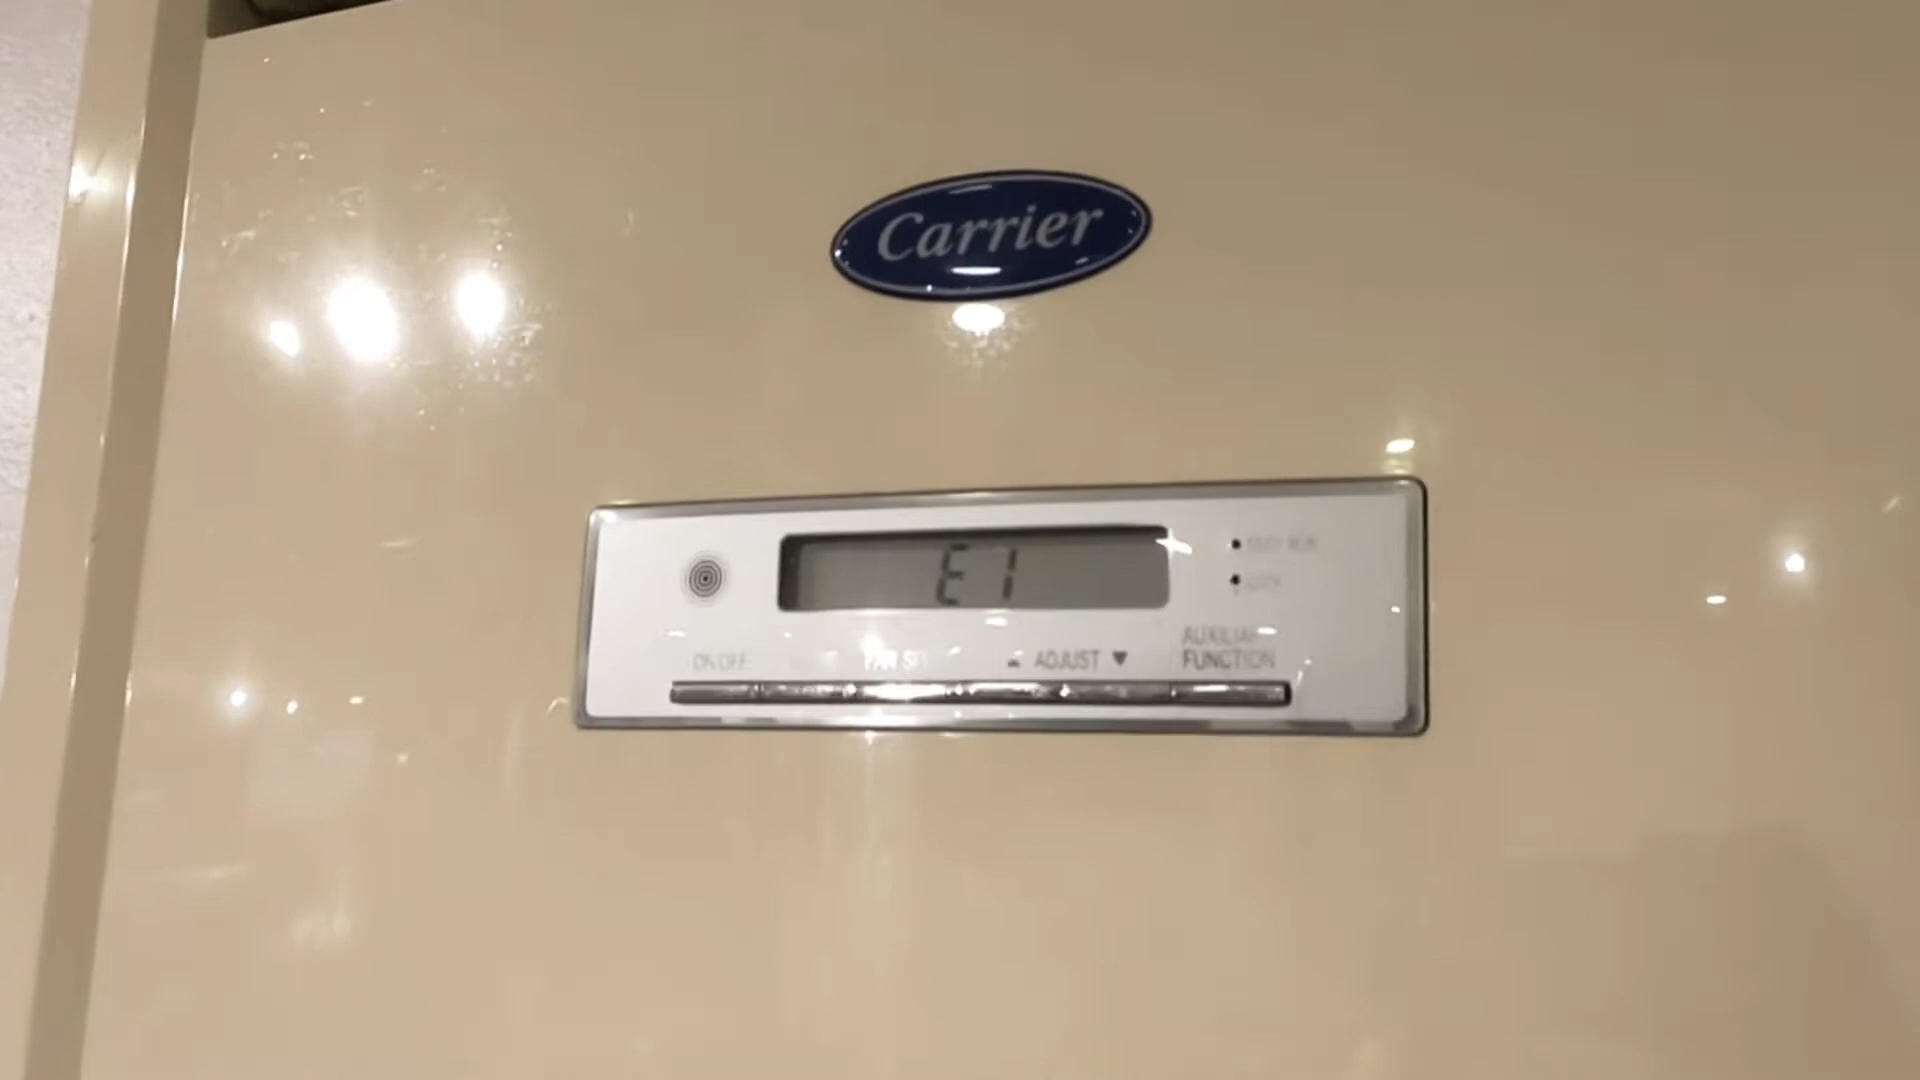 Carrier
E1
ON/OFF
▲ ADJUST ▼
AUXILIARY
FUNCTION